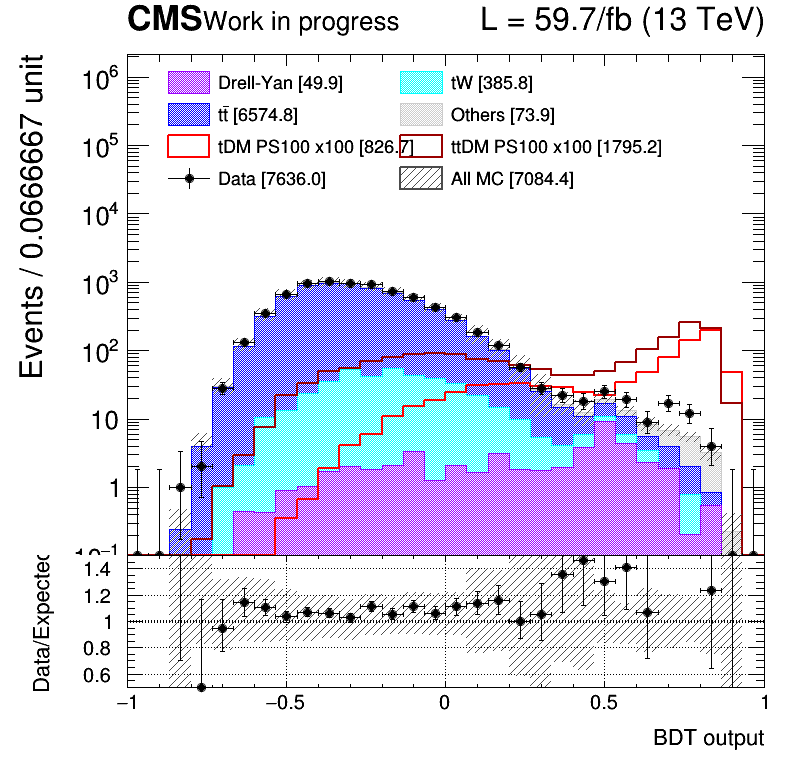 CMS Work in progress L = 59.7/fb (13 TeV)
Events / 0.0666667 unit
Drell-Yan [49.9] tW [385.8]
tt̄ [6574.8] Others [73.9]
tDM PS100 x100 [826.7] ttDM PS100 x100 [1795.2]
Data [7636.0] All MC [7084.4]
10⁶
10⁵
10⁴
10³
10²
10
1
10⁻¹
Data/Expected
1.4
1.2
1
0.8
0.6
−1 −0.5 0 0.5 1
BDT output